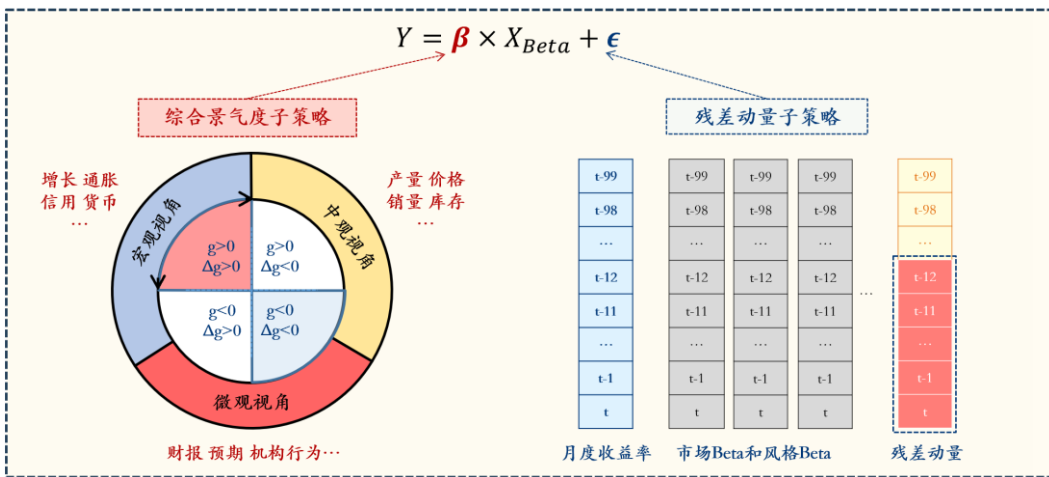 Y = β × X_Beta + ϵ
综合景气度子策略
残差动量子策略
增长 通胀
信用 货币
…
产量 价格
销量 库存
…
宏观视角
中观视角
微观视角
g>0
Δg>0
g>0
Δg<0
g<0
Δg>0
g<0
Δg<0
财报 预期 机构行为…
t-99 t-99 t-99 t-99 t-99
t-98 t-98 t-98 t-98 t-98
… … … … …
t-12 t-12 t-12 t-12 … t-12
t-11 t-11 t-11 t-11 t-11
… … … … …
t-1 t-1 t-1 t-1 t-1
t t t t t
月度收益率 市场Beta和风格Beta 残差动量